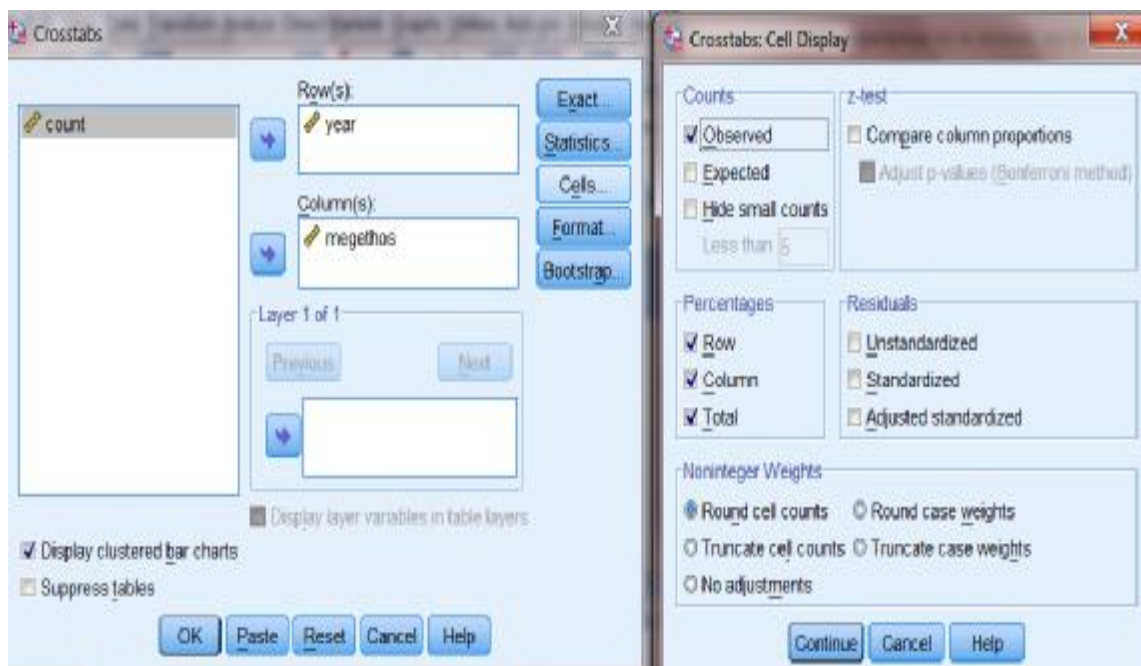 Crosstabs
count
Row(s):
year
Column(s):
megethos
Layer 1 of 1
Previous
Next
Display layer variables in table layers
Display clustered bar charts
Suppress tables
Exact...
Statistics...
Cells...
Format...
Bootstrap...
OK Paste Reset Cancel Help
Crosstabs: Cell Display
Counts
Observed
Expected
Hide small counts
Less than 5
z-test
Compare column proportions
Adjust p-values (Bonferroni method)
Percentages
Row
Column
Total
Residuals
Unstandardized
Standardized
Adjusted standardized
Noninteger Weights
Round cell counts Round case weights
Truncate cell counts Truncate case weights
No adjustments
Continue Cancel Help